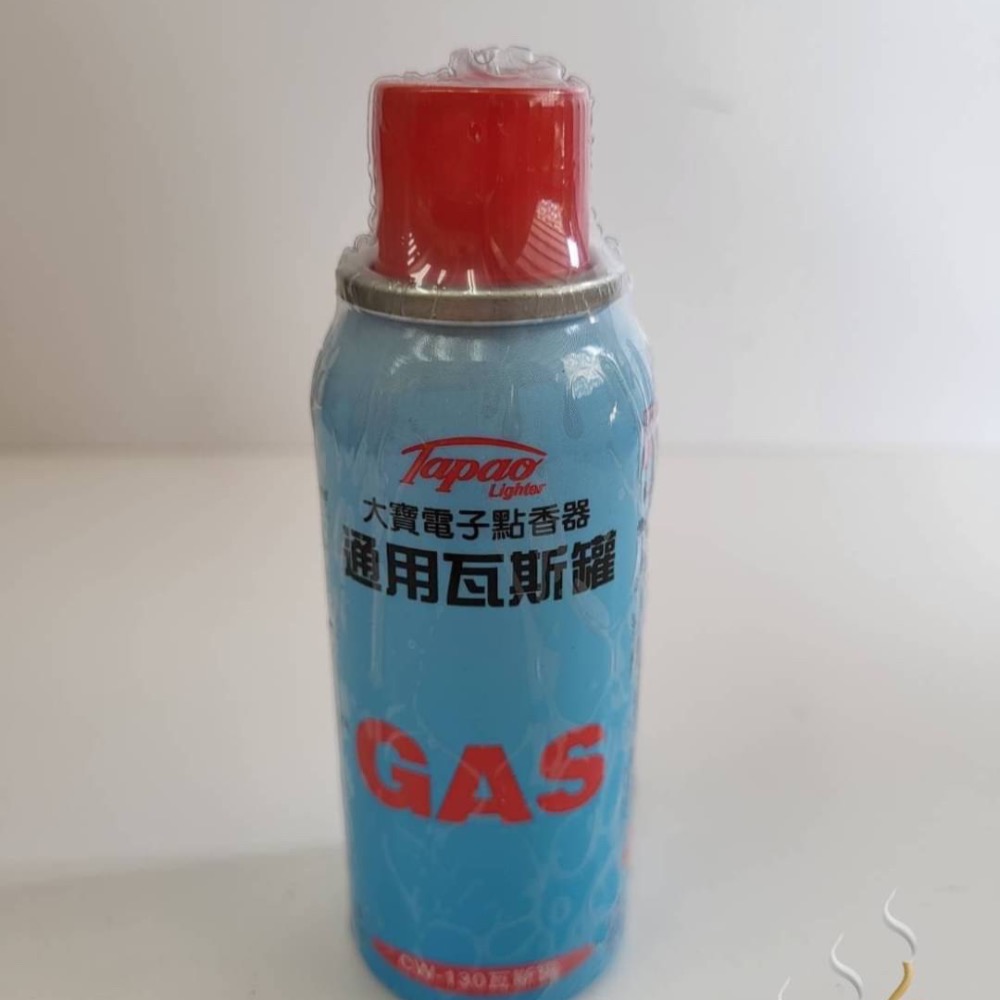 Tapao
Lighter
大寶電子點香器
通用瓦斯罐
GAS
CW-130瓦斯罐